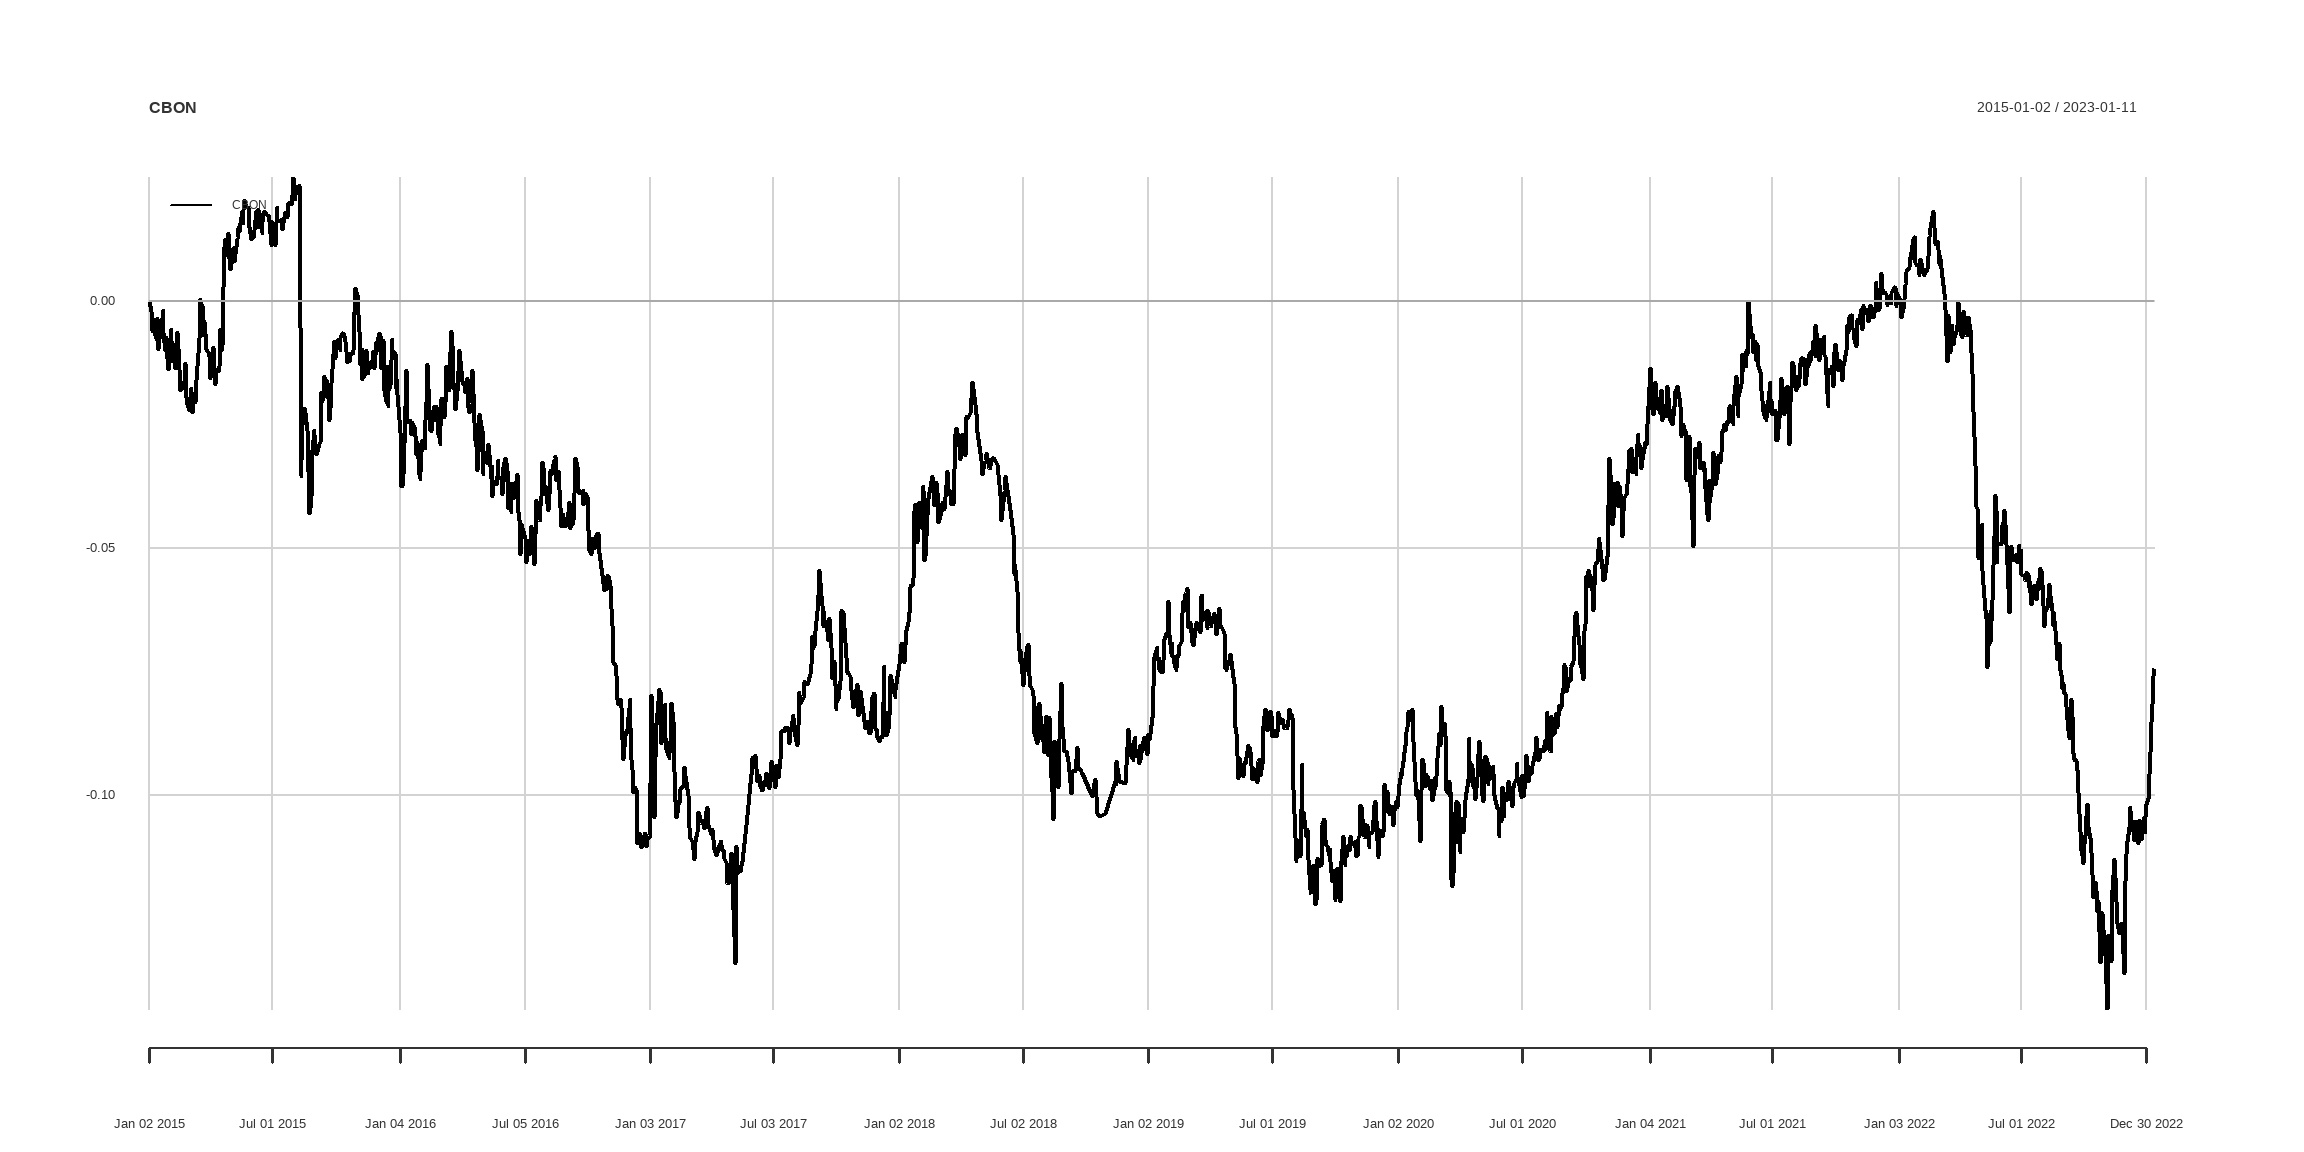 CBON
2015-01-02 / 2023-01-11
CBON
0.00
-0.05
-0.10
Jan 02 2015
Jul 01 2015
Jan 04 2016
Jul 05 2016
Jan 03 2017
Jul 03 2017
Jan 02 2018
Jul 02 2018
Jan 02 2019
Jul 01 2019
Jan 02 2020
Jul 01 2020
Jan 04 2021
Jul 01 2021
Jan 03 2022
Jul 01 2022
Dec 30 2022